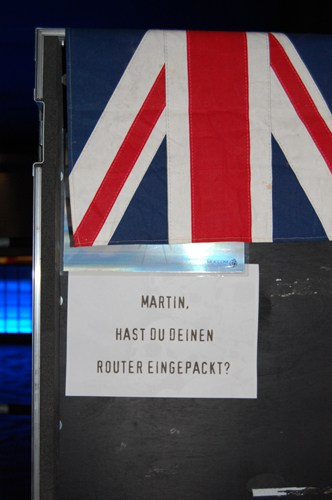 MARTIN,
HAST DU DEINEN
ROUTER EINGEPACKT?